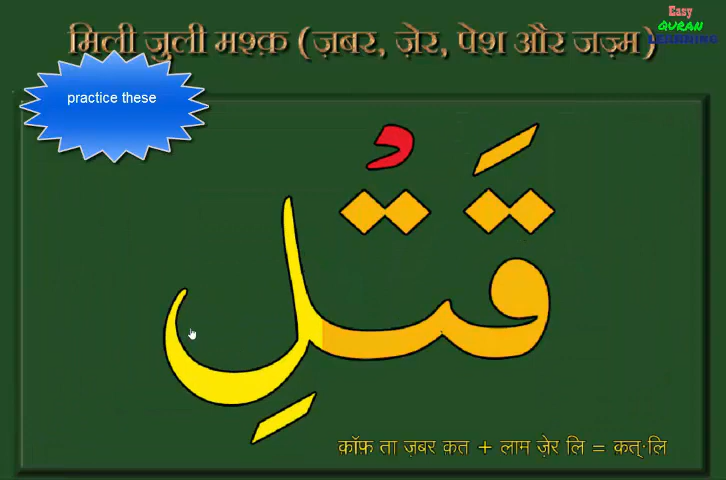 Easy
QURAN
LEARNING
मिली जुली मश्क़ (ज़बर, ज़ेर, पेश और जज़्म)
practice these
قَتْلِ
कॉफ़ ता ज़बर कत + लाम ज़ेर लि = कत्·लि